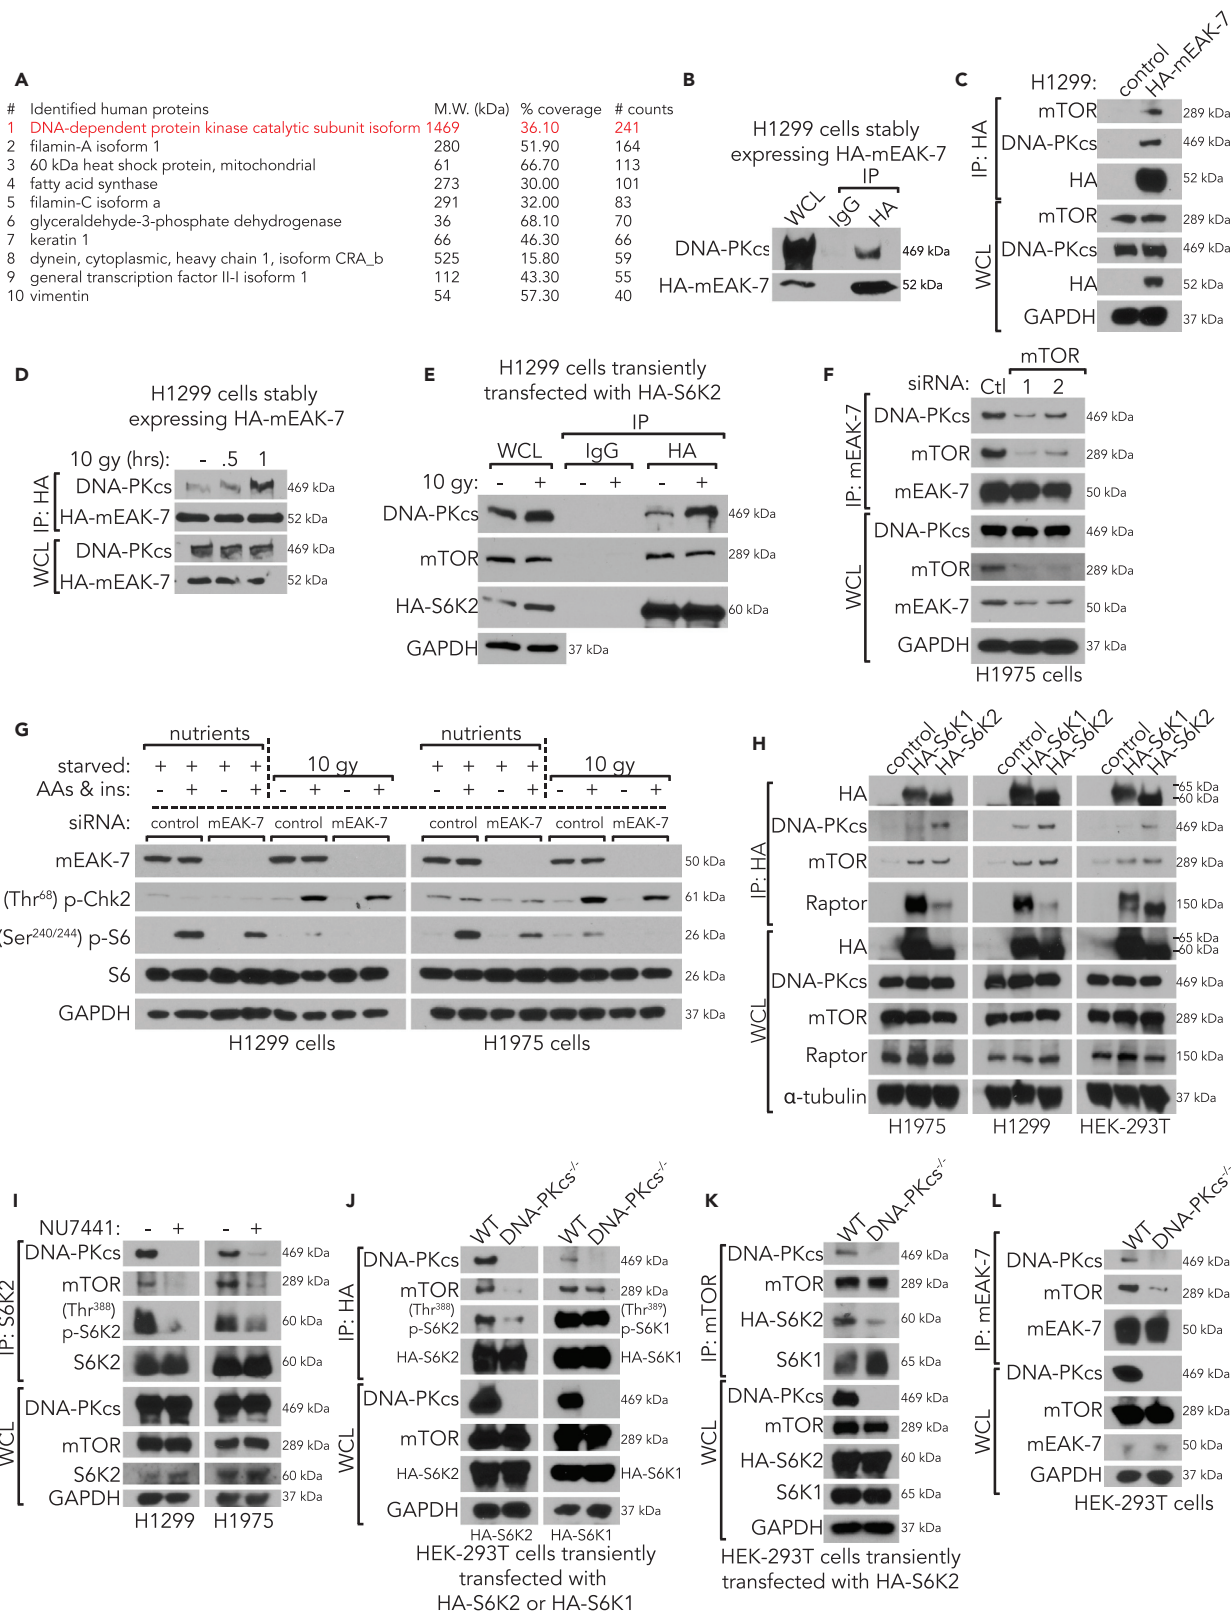 A
# Identified human proteins M.W. (kDa) % coverage # counts
1 DNA-dependent protein kinase catalytic subunit isoform 1469 36.10 241
2 filamin-A isoform 1 280 51.90 164
3 60 kDa heat shock protein, mitochondrial 61 66.70 113
4 fatty acid synthase 273 30.00 101
5 filamin-C isoform a 291 32.00 83
6 glyceraldehyde-3-phosphate dehydrogenase 36 68.10 70
7 keratin 1 66 46.30 66
8 dynein, cytoplasmic, heavy chain 1, isoform CRA_b 525 15.80 59
9 general transcription factor II-I isoform 1 112 43.30 55
10 vimentin 54 57.30 40
B
H1299 cells stably
expressing HA-mEAK-7
IP
WCL IgG HA
DNA-PKcs 469 kDa
HA-mEAK-7 52 kDa
C
H1299: control HA-mEAK-7
IP: HA
mTOR 289 kDa
DNA-PKcs 469 kDa
HA 52 kDa
WCL
mTOR 289 kDa
DNA-PKcs 469 kDa
HA 52 kDa
GAPDH 37 kDa
D
H1299 cells stably
expressing HA-mEAK-7
10 gy (hrs): - .5 1
IP: HA
DNA-PKcs 469 kDa
HA-mEAK-7 52 kDa
WCL
DNA-PKcs 469 kDa
HA-mEAK-7 52 kDa
E
H1299 cells transiently
transfected with HA-S6K2
IP
WCL IgG HA
10 gy: - + - + - +
DNA-PKcs 469 kDa
mTOR 289 kDa
HA-S6K2 60 kDa
GAPDH 37 kDa
F
mTOR
siRNA: Ctl 1 2
IP: mEAK-7
DNA-PKcs 469 kDa
mTOR 289 kDa
mEAK-7 50 kDa
WCL
DNA-PKcs 469 kDa
mTOR 289 kDa
mEAK-7 50 kDa
GAPDH 37 kDa
H1975 cells
G
nutrients nutrients
starved: + + + + 10 gy + + + + 10 gy
AAs & ins: - + - + - + - + - + - + - + - +
siRNA: control mEAK-7 control mEAK-7 control mEAK-7 control mEAK-7
mEAK-7 50 kDa
(Thr68) p-Chk2 61 kDa
(Ser240/244) p-S6 26 kDa
S6 26 kDa
GAPDH 37 kDa
H1299 cells H1975 cells
H
control HA-S6K1 HA-S6K2 control HA-S6K1 HA-S6K2 control HA-S6K1 HA-S6K2
IP: HA
HA 65 kDa
60 kDa
DNA-PKcs 469 kDa
mTOR 289 kDa
Raptor 150 kDa
WCL
HA 65 kDa
60 kDa
DNA-PKcs 469 kDa
mTOR 289 kDa
Raptor 150 kDa
α-tubulin 37 kDa
H1975 H1299 HEK-293T
I
NU7441: - + - +
IP: S6K2
DNA-PKcs 469 kDa
mTOR 289 kDa
(Thr388)
p-S6K2
S6K2 60 kDa
WCL
DNA-PKcs 469 kDa
mTOR 289 kDa
S6K2 60 kDa
GAPDH 37 kDa
H1299 H1975
J
WT DNA-PKcs-/- WT DNA-PKcs-/-
IP: HA
DNA-PKcs 469 kDa
mTOR 289 kDa
(Thr388) (Thr389)
p-S6K2 p-S6K1
HA-S6K2 HA-S6K1
WCL
DNA-PKcs 469 kDa
mTOR 289 kDa
HA-S6K2 HA-S6K1
GAPDH 37 kDa
HA-S6K2 HA-S6K1
HEK-293T cells transiently
transfected with
HA-S6K2 or HA-S6K1
K
WT DNA-PKcs-/-
IP: mTOR
DNA-PKcs 469 kDa
mTOR 289 kDa
HA-S6K2 60 kDa
S6K1 65 kDa
WCL
DNA-PKcs 469 kDa
mTOR 289 kDa
HA-S6K2 60 kDa
S6K1 65 kDa
GAPDH 37 kDa
HEK-293T cells transiently
transfected with HA-S6K2
L
WT DNA-PKcs-/-
IP: mEAK-7
DNA-PKcs 469 kDa
mTOR 289 kDa
mEAK-7 50 kDa
WCL
DNA-PKcs 469 kDa
mTOR 289 kDa
mEAK-7 50 kDa
GAPDH 37 kDa
HEK-293T cells